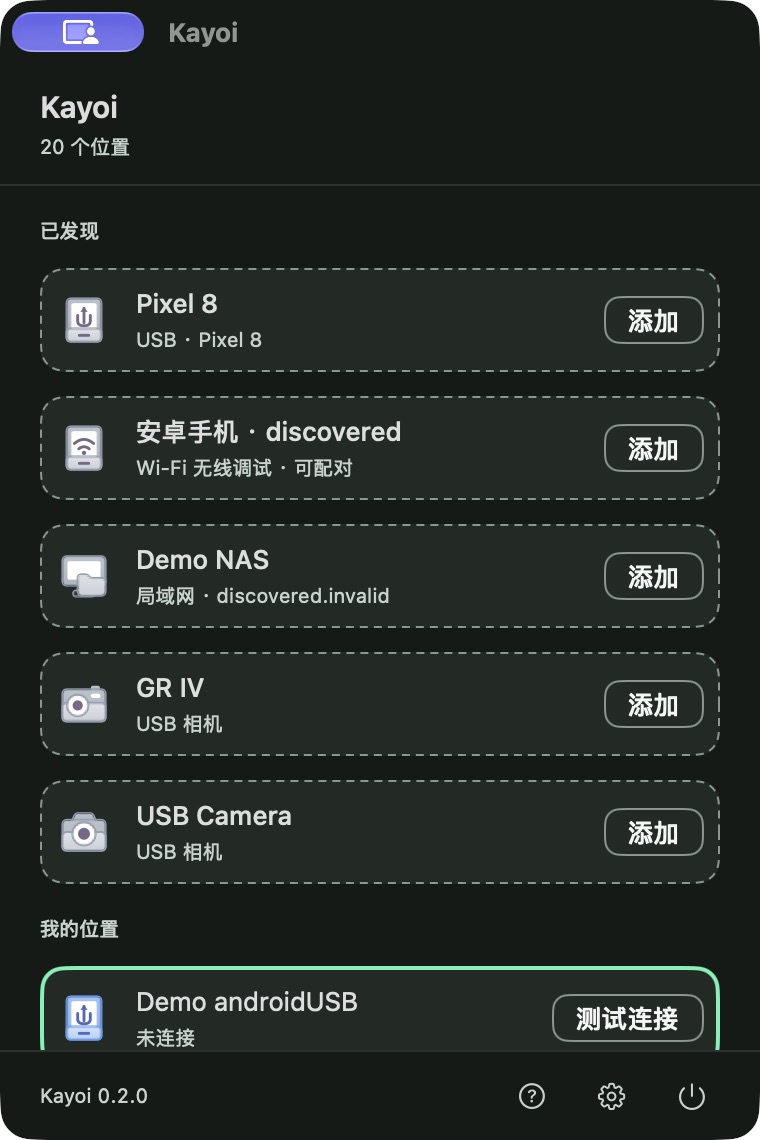 Kayoi
Kayoi
20 个位置
已发现
Pixel 8
USB · Pixel 8
添加
安卓手机 · discovered
Wi-Fi 无线调试 · 可配对
添加
Demo NAS
局域网 · discovered.invalid
添加
GR IV
USB 相机
添加
USB Camera
USB 相机
添加
我的位置
Demo androidUSB
未连接
测试连接
Kayoi 0.2.0